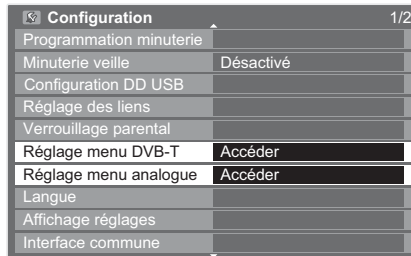 Configuration 1/2
Programmation minuterie
Minuterie veille Désactivé
Configuration DD USB
Réglage des liens
Verrouillage parental
Réglage menu DVB-T Accéder
Réglage menu analogue Accéder
Langue
Affichage réglages
Interface commune